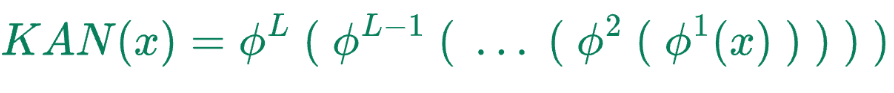 KAN(x) = ϕ^L ( ϕ^{L−1} ( … ( ϕ^2 ( ϕ^1(x) ) ) ) )